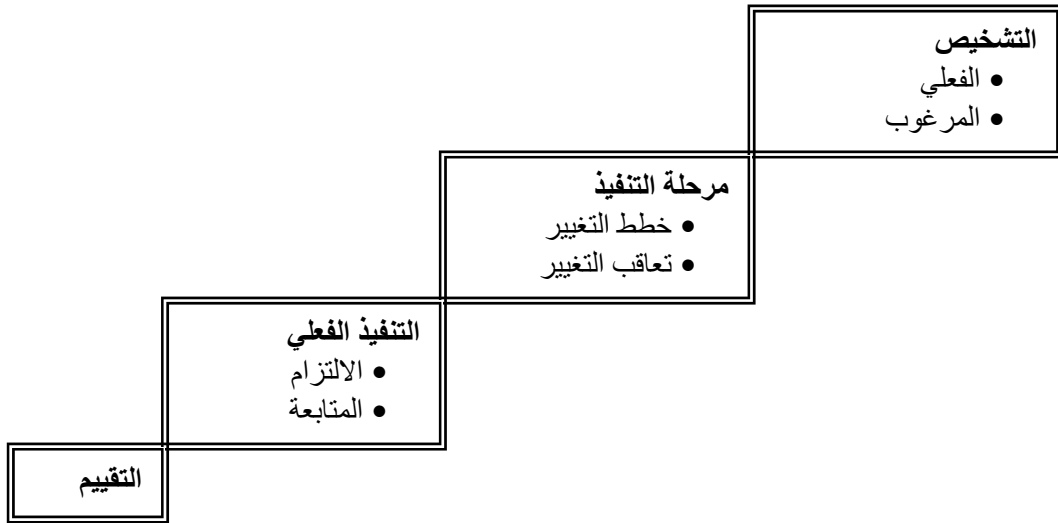 التشخيص
• الفعلي
• المرغوب
مرحلة التنفيذ
• خطط التغيير
• تعاقب التغيير
التنفيذ الفعلي
• الالتزام
• المتابعة
التقييم